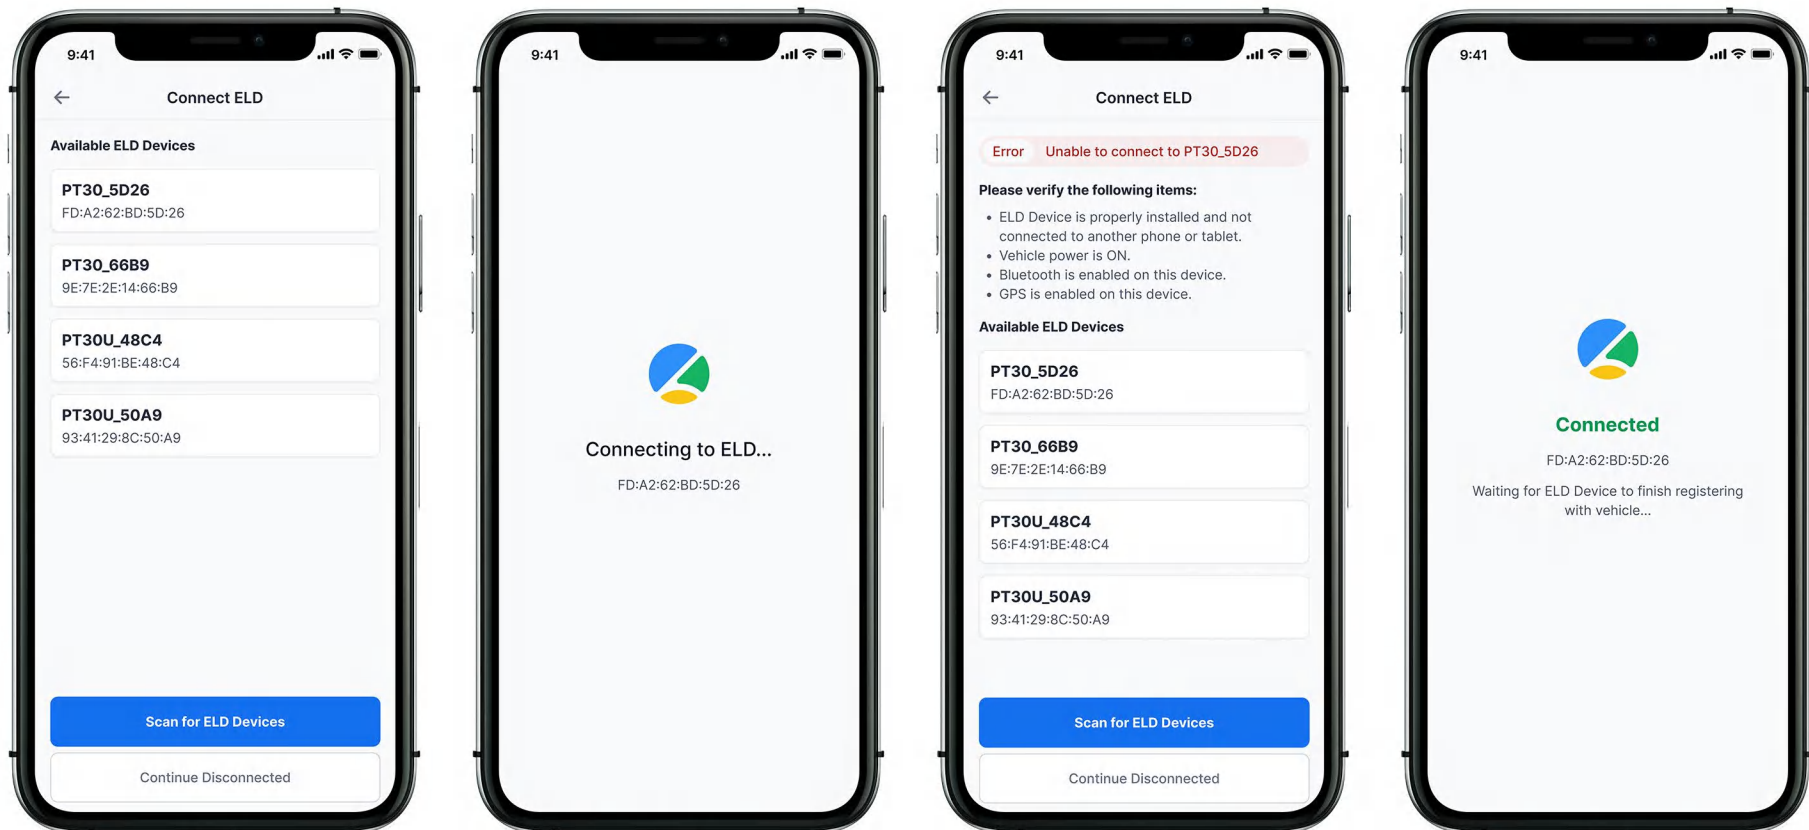 9:41
Connect ELD
Available ELD Devices
PT30_5D26
FD:A2:62:BD:5D:26
PT30_66B9
9E:7E:2E:14:66:B9
PT30U_48C4
56:F4:91:BE:48:C4
PT30U_50A9
93:41:29:8C:50:A9
Scan for ELD Devices
Continue Disconnected
9:41
Connecting to ELD...
FD:A2:62:BD:5D:26
9:41
Connect ELD
Error Unable to connect to PT30_5D26
Please verify the following items:
• ELD Device is properly installed and not
connected to another phone or tablet.
• Vehicle power is ON.
• Bluetooth is enabled on this device.
• GPS is enabled on this device.
Available ELD Devices
PT30_5D26
FD:A2:62:BD:5D:26
PT30_66B9
9E:7E:2E:14:66:B9
PT30U_48C4
56:F4:91:BE:48:C4
PT30U_50A9
93:41:29:8C:50:A9
Scan for ELD Devices
Continue Disconnected
9:41
Connected
FD:A2:62:BD:5D:26
Waiting for ELD Device to finish registering
with vehicle...